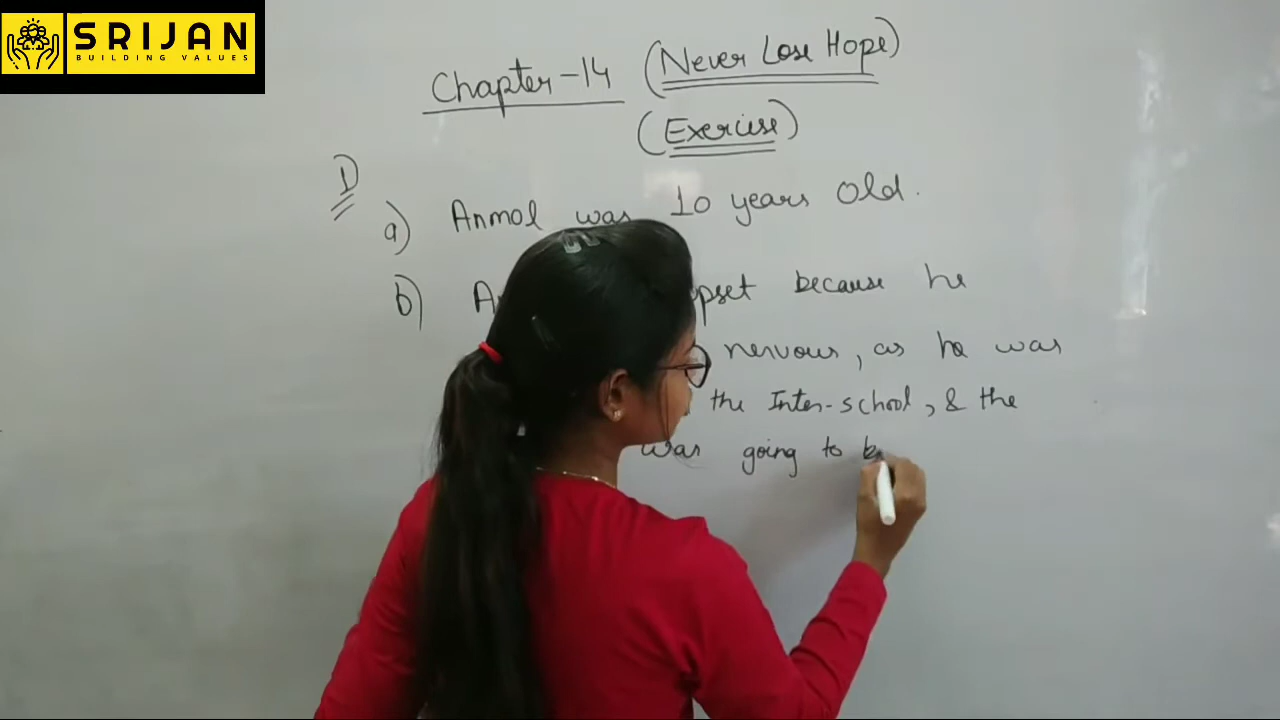 SRIJAN
BUILDING VALUES
Chapter-14 (Never Lose Hope)
(Exercise)
D
a) Anmol was 10 years Old.
b) upset because he
nervous, as he was
the Inter-school, & the
was going to